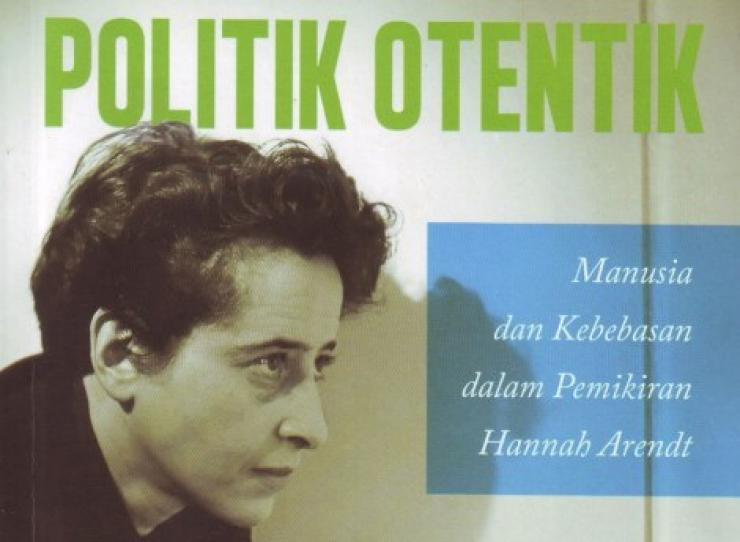 POLITIK OTENTIK
Manusia
dan Kebebasan
dalam Pemikiran
Hannah Arendt